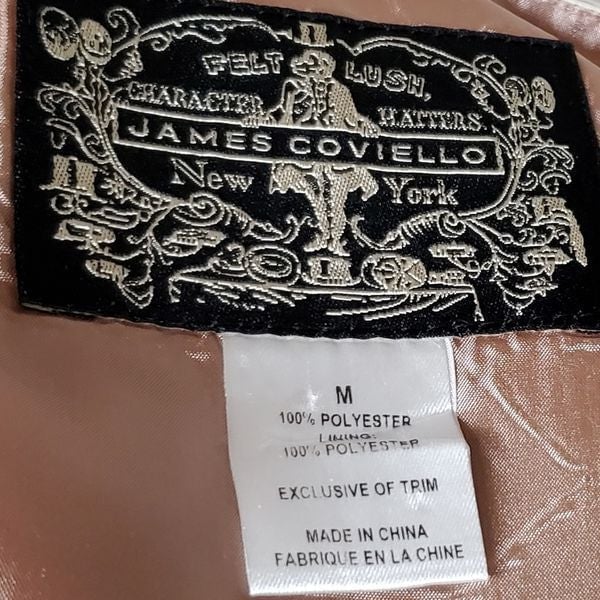 FELT LUSH,
CHARACTER HATTERS.
JAMES COVIELLO
New York
M
100% POLYESTER
LINING:
100% POLYESTER
EXCLUSIVE OF TRIM
MADE IN CHINA
FABRIQUE EN LA CHINE